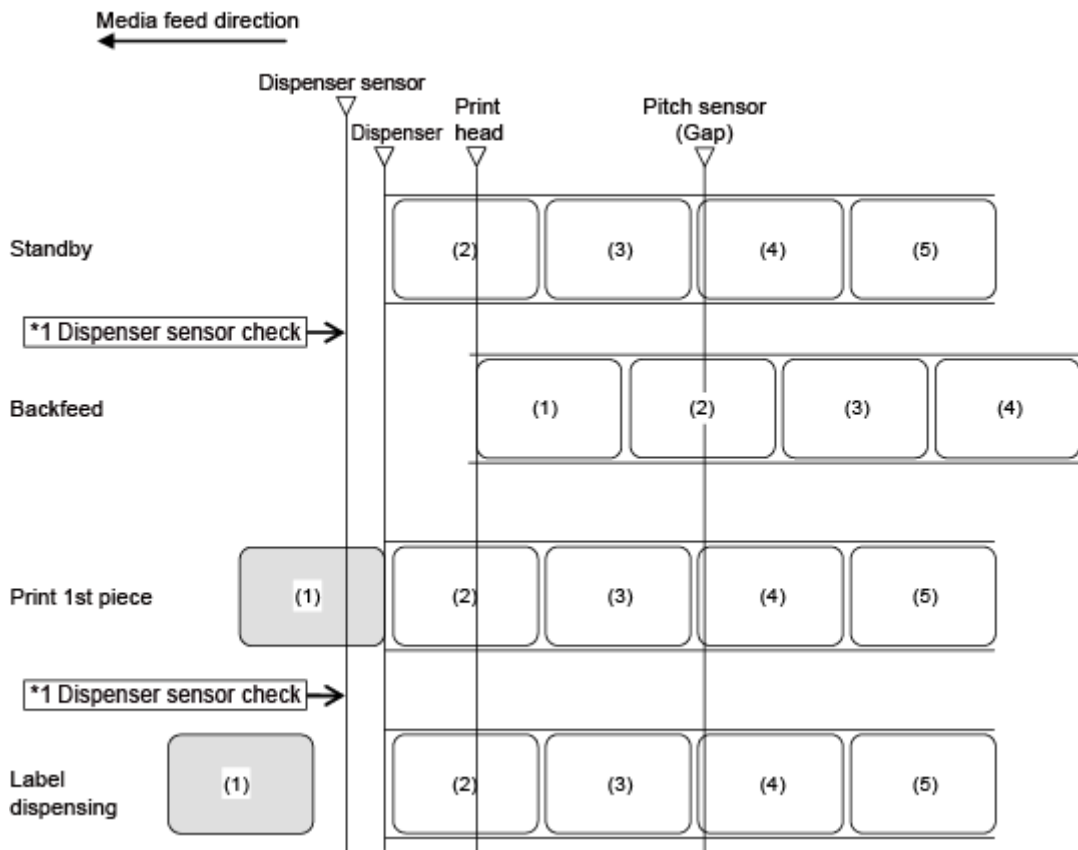 Media feed direction
Dispenser sensor
Dispenser
Print
head
Pitch sensor
(Gap)
Standby
(2)
(3)
(4)
(5)
*1 Dispenser sensor check
Backfeed
(1)
(2)
(3)
(4)
Print 1st piece
(1)
(2)
(3)
(4)
(5)
*1 Dispenser sensor check
Label
dispensing
(1)
(2)
(3)
(4)
(5)